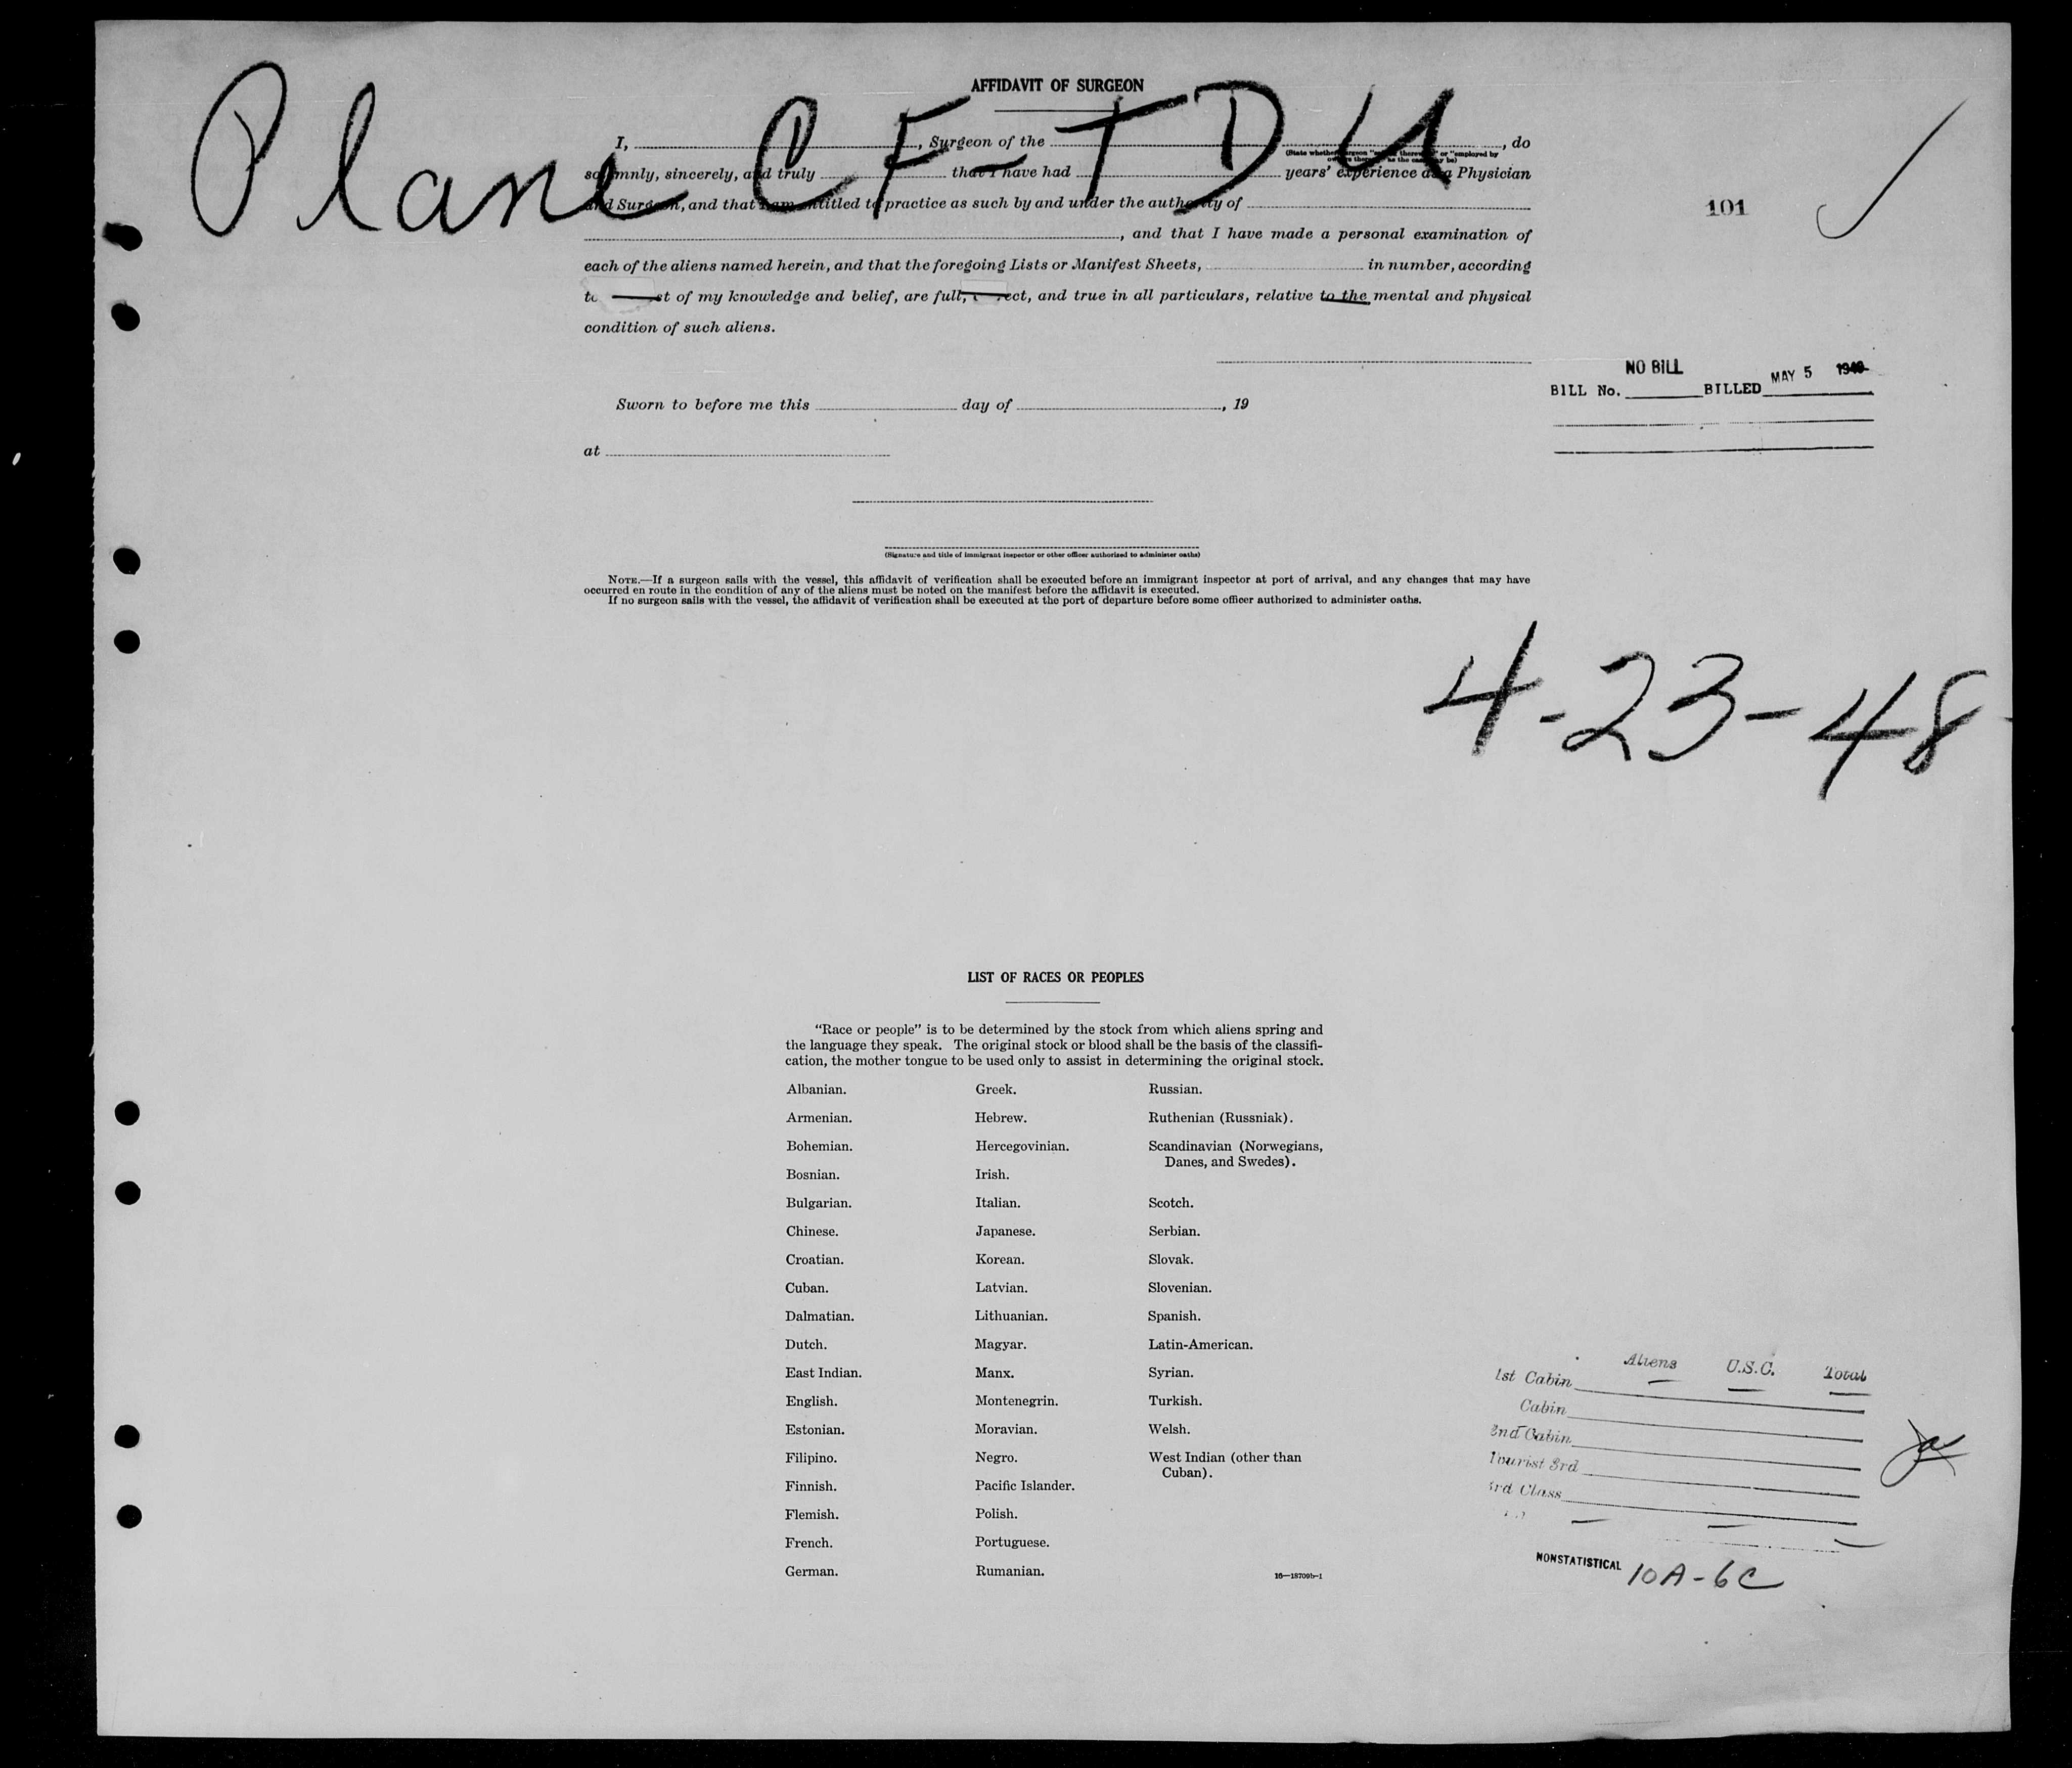 Plane CF-TDU
AFFIDAVIT OF SURGEON
I, , Surgeon of the , do
solemnly, sincerely, and truly that I have had years' experience as a Physician
and Surgeon, and that I am entitled to practice as such by and under the authority of
, and that I have made a personal examination of
each of the aliens named herein, and that the foregoing Lists or Manifest Sheets, in number, according
st of my knowledge and belief, are full, rect, and true in all particulars, relative to the mental and physical
condition of such aliens.
101
NO BILL
BILL No. BILLED MAY 5
Sworn to before me this day of , 19
at
(Signature and title of immigrant inspector or other officer authorized to administer oaths)
NOTE.—If a surgeon sails with the vessel, this affidavit of verification shall be executed before an immigrant inspector at port of arrival, and any changes that may have
occurred en route in the condition of any of the aliens must be noted on the manifest before the affidavit is executed.
If no surgeon sails with the vessel, the affidavit of verification shall be executed at the port of departure before some officer authorized to administer oaths.
4-23-48
LIST OF RACES OR PEOPLES
"Race or people" is to be determined by the stock from which aliens spring and
the language they speak. The original stock or blood shall be the basis of the classifi-
cation, the mother tongue to be used only to assist in determining the original stock.
Albanian. Greek. Russian.
Armenian. Hebrew. Ruthenian (Russniak).
Bohemian. Hercegovinian. Scandinavian (Norwegians,
Danes, and Swedes).
Bosnian. Irish.
Bulgarian. Italian. Scotch.
Chinese. Japanese. Serbian.
Croatian. Korean. Slovak.
Cuban. Latvian. Slovenian.
Dalmatian. Lithuanian. Spanish.
Dutch. Magyar. Latin-American.
East Indian. Manx. Syrian.
English. Montenegrin. Turkish.
Estonian. Moravian. Welsh.
Filipino. Negro. West Indian (other than
Cuban).
Finnish. Pacific Islander.
Flemish. Polish.
French. Portuguese.
German. Rumanian.
16—18709b-1
Aliens U.S.C. Total
1st Cabin
Cabin
2nd Cabin
Tourist 3rd
3rd Class
NONSTATISTICAL 10A-6C